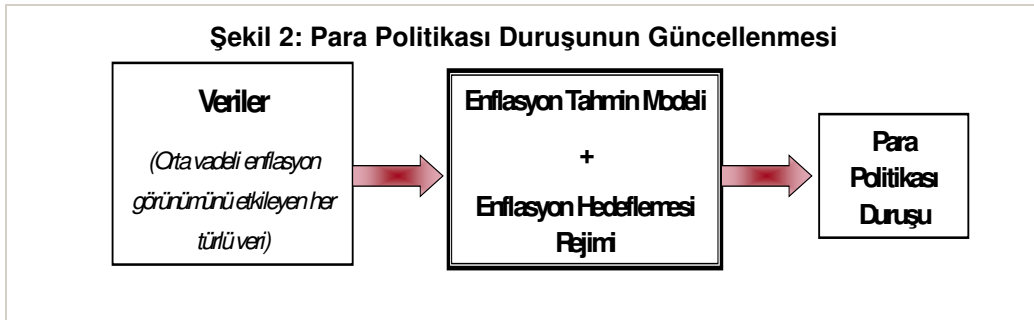 Şekil 2: Para Politikası Duruşunun Güncellenmesi
Veriler
(Orta vadeli enflasyon
görünümünü etkileyen her
türlü veri)
Enflasyon Tahmin Modeli
+
Enflasyon Hedeflemesi
Rejimi
Para
Politikası
Duruşu